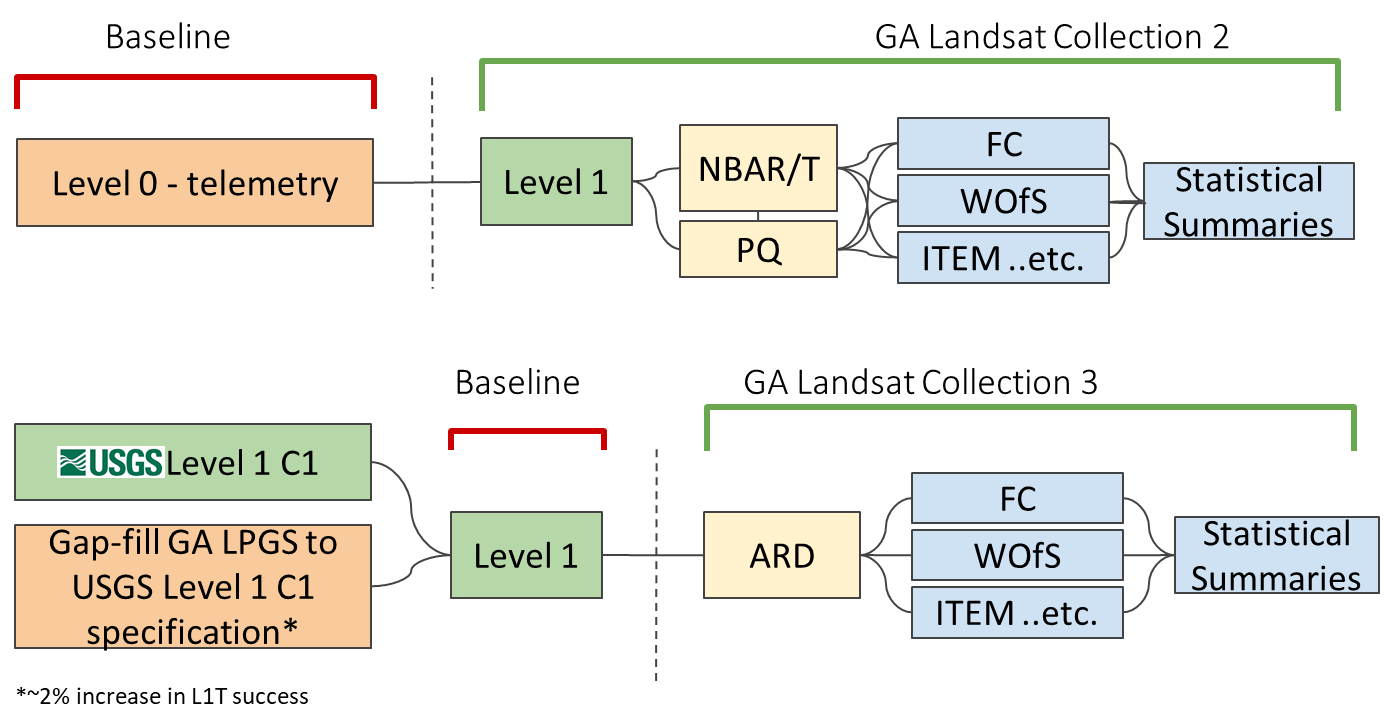 Baseline
GA Landsat Collection 2
Level 0 - telemetry
Level 1
NBAR/T
PQ
FC
WOfS
ITEM ..etc.
Statistical
Summaries
Baseline
GA Landsat Collection 3
USGS Level 1 C1
Gap-fill GA LPGS to
USGS Level 1 C1
specification*
Level 1
ARD
FC
WOfS
ITEM ..etc.
Statistical
Summaries
*~2% increase in L1T success